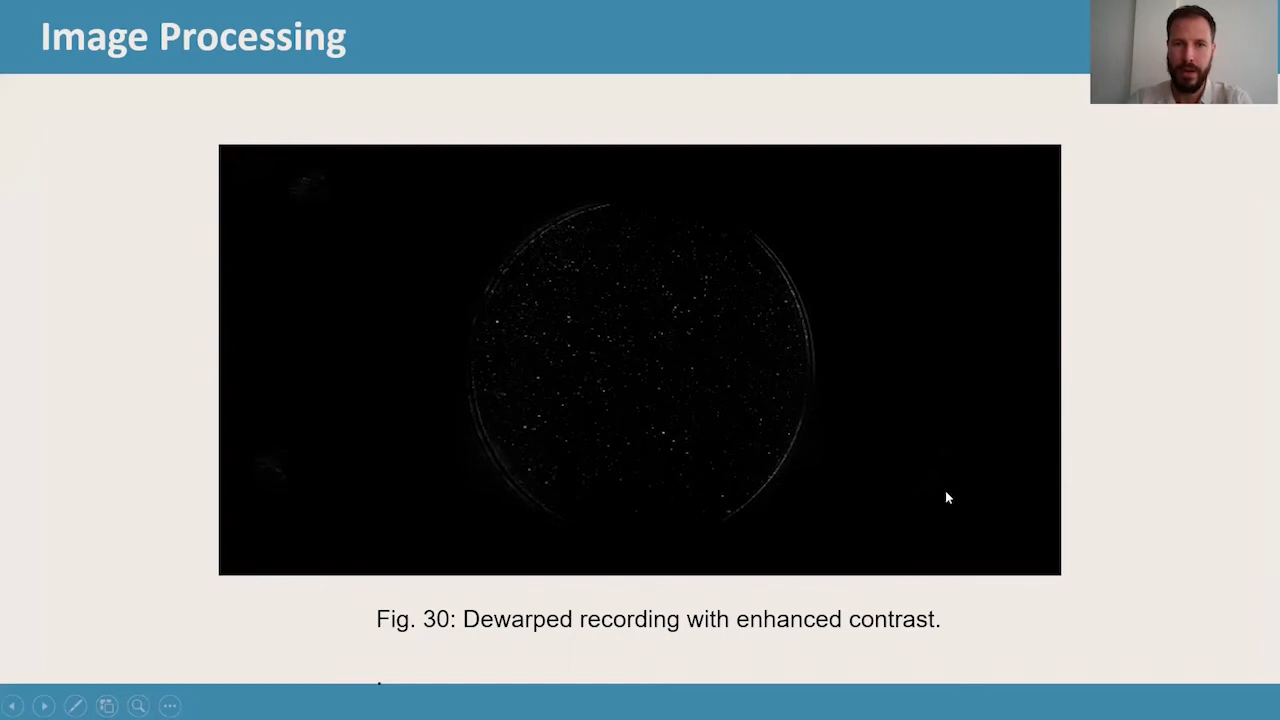 Image Processing
Fig. 30: Dewarped recording with enhanced contrast.